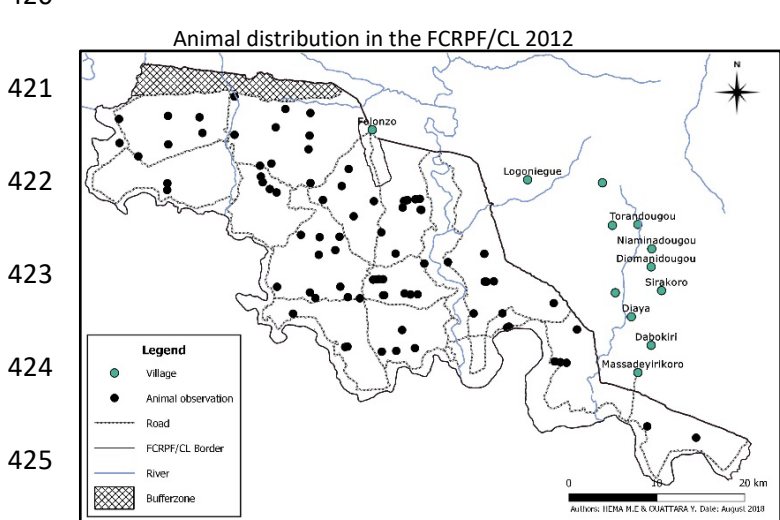 Animal distribution in the FCRPF/CL 2012
421
422
423
424
425
N
Folonzo
Logoniegue
Torandougou
Niaminadougou
Diomanidougou
Sirakoro
Diaya
Dabokiri
Massadeyirikoro
Legend
Village
Animal observation
Road
FCRPF/CL Border
River
Bufferzone
0 10 20 km
Authors: HEMA M.E & OUATTARA Y. Date: August 2018